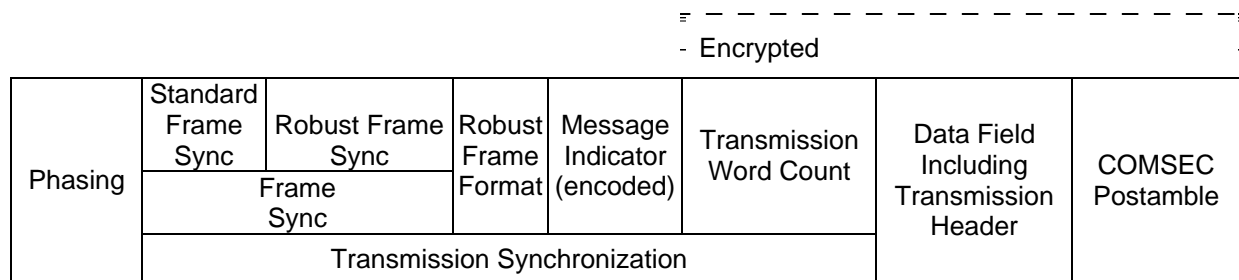 Encrypted
Phasing
Standard
Frame
Sync
Robust Frame
Sync
Frame
Sync
Robust
Frame
Format
Message
Indicator
(encoded)
Transmission
Word Count
Transmission Synchronization
Data Field
Including
Transmission
Header
COMSEC
Postamble